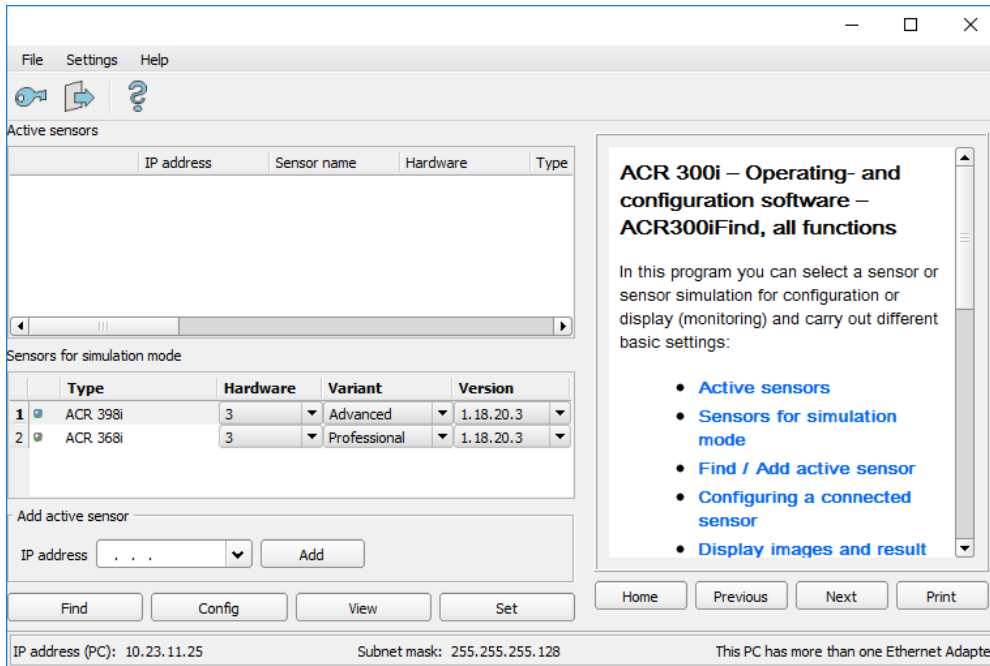 File Settings Help
Active sensors
IP address Sensor name Hardware Type
Sensors for simulation mode
Type Hardware Variant Version
1 ACR 398i 3 Advanced 1.18.20.3
2 ACR 368i 3 Professional 1.18.20.3
Add active sensor
IP address . . . Add
Find Config View Set
ACR 300i – Operating- and
configuration software –
ACR300iFind, all functions
In this program you can select a sensor or
sensor simulation for configuration or
display (monitoring) and carry out different
basic settings:
• Active sensors
• Sensors for simulation
mode
• Find / Add active sensor
• Configuring a connected
sensor
• Display images and result
Home Previous Next Print
IP address (PC): 10.23.11.25 Subnet mask: 255.255.255.128 This PC has more than one Ethernet Adapte